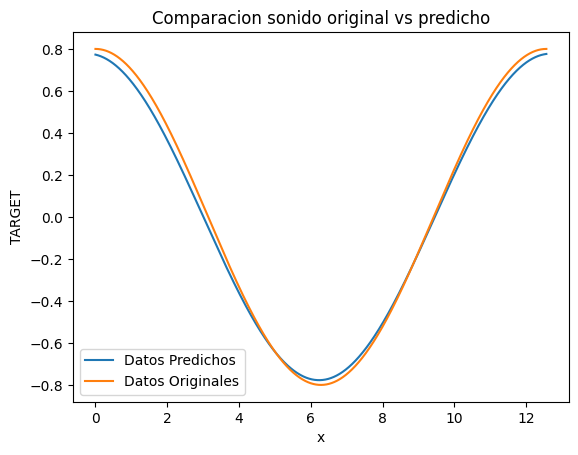 Comparacion sonido original vs predicho
0.8
0.6
0.4
0.2
0.0
−0.2
−0.4
−0.6
−0.8
TARGET
Datos Predichos
Datos Originales
0 2 4 6 8 10 12
x